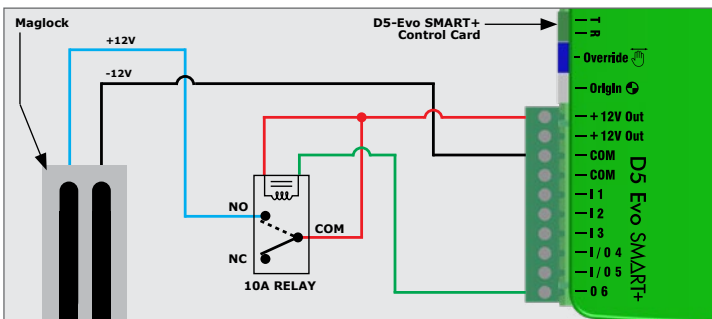 Maglock
+12V
-12V
D5-Evo SMART+
Control Card
T
R
Override
Origin
+ 12V Out
+ 12V Out
COM
COM
I 1
I 2
I 3
I/O 4
I/O 5
O 6
D5 Evo SMART+
NO
COM
NC
10A RELAY